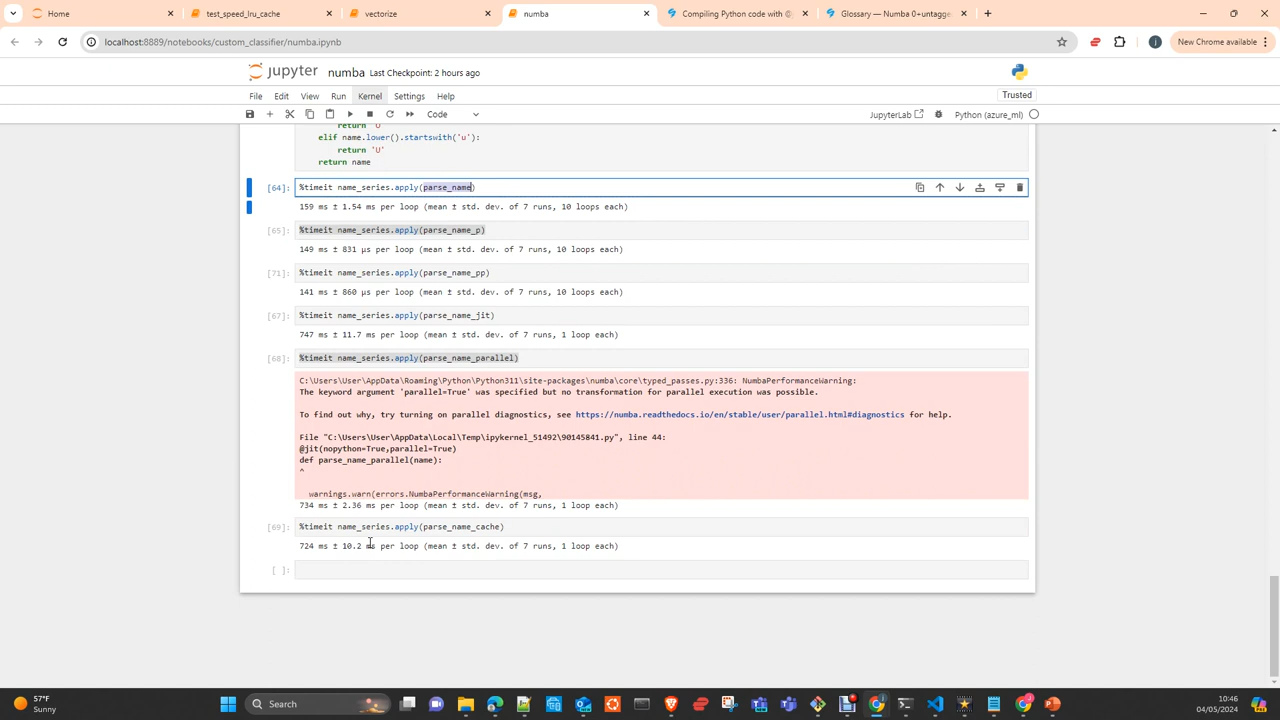 Home
test_speed_lru_cache
vectorize
numba
Compiling Python code with @
Glossary — Numba 0+untagge
localhost:8889/notebooks/custom_classifier/numba.ipynb
New Chrome available
jupyter numba Last Checkpoint: 2 hours ago
File Edit View Run Kernel Settings Help
Trusted
Code
JupyterLab
Python (azure_ml)
return 'U'
elif name.lower().startswith('u'):
return 'U'
return name
[64]: %timeit name_series.apply(parse_name)
159 ms ± 1.54 ms per loop (mean ± std. dev. of 7 runs, 10 loops each)
[65]: %timeit name_series.apply(parse_name_p)
149 ms ± 831 µs per loop (mean ± std. dev. of 7 runs, 10 loops each)
[71]: %timeit name_series.apply(parse_name_pp)
141 ms ± 860 µs per loop (mean ± std. dev. of 7 runs, 10 loops each)
[67]: %timeit name_series.apply(parse_name_jit)
747 ms ± 11.7 ms per loop (mean ± std. dev. of 7 runs, 1 loop each)
[68]: %timeit name_series.apply(parse_name_parallel)
C:\Users\User\AppData\Roaming\Python\Python311\site-packages\numba\core\typed_passes.py:336: NumbaPerformanceWarning:
The keyword argument 'parallel=True' was specified but no transformation for parallel execution was possible.
To find out why, try turning on parallel diagnostics, see https://numba.readthedocs.io/en/stable/user/parallel.html#diagnostics for help.
File "C:\Users\User\AppData\Local\Temp\ipykernel_51492\90145841.py", line 44:
@jit(nopython=True,parallel=True)
def parse_name_parallel(name):
^
warnings.warn(errors.NumbaPerformanceWarning(msg,
734 ms ± 2.36 ms per loop (mean ± std. dev. of 7 runs, 1 loop each)
[69]: %timeit name_series.apply(parse_name_cache)
724 ms ± 10.2 ms per loop (mean ± std. dev. of 7 runs, 1 loop each)
[ ]:
57°F
Sunny
Search
10:46
04/05/2024